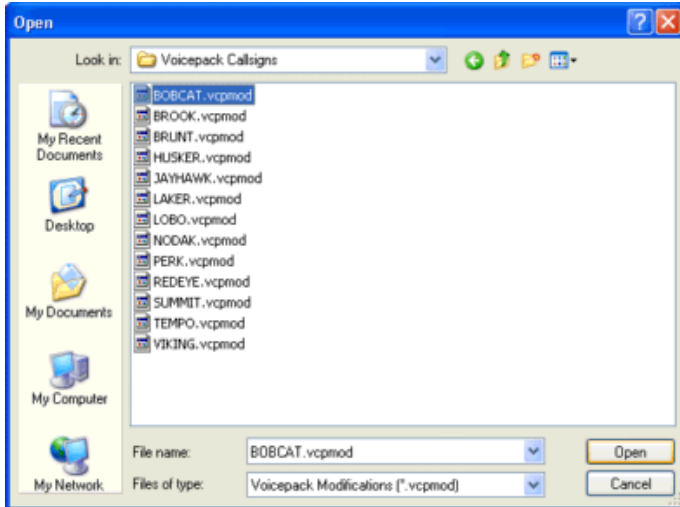 Open
Look in: Voicepack Callsigns
My Recent
Documents
Desktop
My Documents
My Computer
My Network
BOBCAT.vcpmod
BROOK.vcpmod
BRUNT.vcpmod
HUSKER.vcpmod
JAYHAWK.vcpmod
LAKER.vcpmod
LOBO.vcpmod
NODAK.vcpmod
PERK.vcpmod
REDEYE.vcpmod
SUMMIT.vcpmod
TEMPO.vcpmod
VIKING.vcpmod
File name: BOBCAT.vcpmod Open
Files of type: Voicepack Modifications (*.vcpmod) Cancel